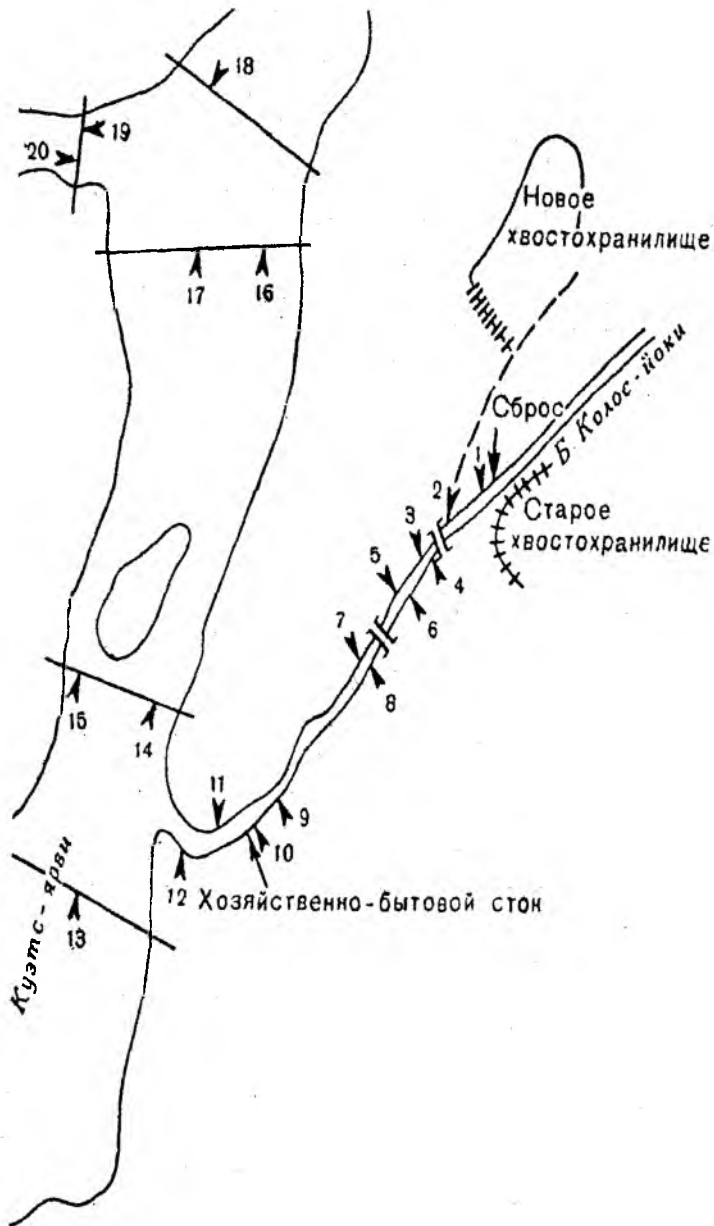 18
19
20
Новое
хвостохранилище
17
16
Сброс
Б. Колос-йоки
1
2
Старое
хвостохранилище
3
4
5
6
7
8
15
14
11
9
10
12
Хозяйственно-бытовой сток
Куэтс-ярви
13